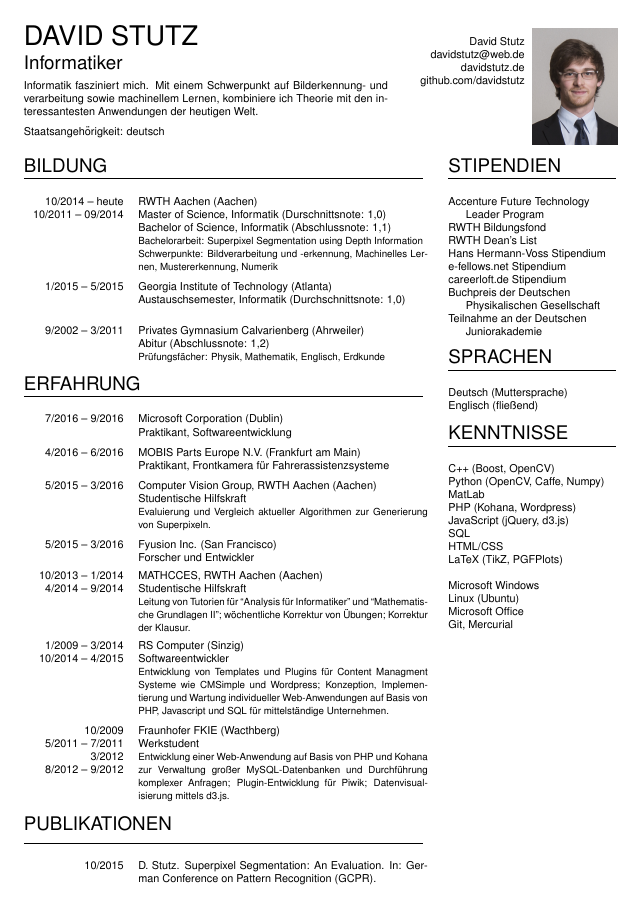 DAVID STUTZ
Informatiker
Informatik fasziniert mich. Mit einem Schwerpunkt auf Bilderkennung- und
verarbeitung sowie machinellem Lernen, kombiniere ich Theorie mit den in-
teressantesten Anwendungen der heutigen Welt.
Staatsangehörigkeit: deutsch
David Stutz
davidstutz@web.de
davidstutz.de
github.com/davidstutz
BILDUNG
10/2014 – heute RWTH Aachen (Aachen)
10/2011 – 09/2014 Master of Science, Informatik (Durschnittsnote: 1,0)
Bachelor of Science, Informatik (Abschlussnote: 1,1)
Bachelorarbeit: Superpixel Segmentation using Depth Information
Schwerpunkte: Bildverarbeitung und -erkennung, Machinelles Ler-
nen, Mustererkennung, Numerik
1/2015 – 5/2015 Georgia Institute of Technology (Atlanta)
Austauschsemester, Informatik (Durchschnittsnote: 1,0)
9/2002 – 3/2011 Privates Gymnasium Calvarienberg (Ahrweiler)
Abitur (Abschlussnote: 1,2)
Prüfungsfächer: Physik, Mathematik, Englisch, Erdkunde
ERFAHRUNG
7/2016 – 9/2016 Microsoft Corporation (Dublin)
Praktikant, Softwareentwicklung
4/2016 – 6/2016 MOBIS Parts Europe N.V. (Frankfurt am Main)
Praktikant, Frontkamera für Fahrerassistenzsysteme
5/2015 – 3/2016 Computer Vision Group, RWTH Aachen (Aachen)
Studentische Hilfskraft
Evaluierung und Vergleich aktueller Algorithmen zur Generierung
von Superpixeln.
5/2015 – 3/2016 Fyusion Inc. (San Francisco)
Forscher und Entwickler
10/2013 – 1/2014 MATHCCES, RWTH Aachen (Aachen)
4/2014 – 9/2014 Studentische Hilfskraft
Leitung von Tutorien für “Analysis für Informatiker” und “Mathematis-
che Grundlagen II”; wöchentliche Korrektur von Übungen; Korrektur
der Klausur.
1/2009 – 3/2014 RS Computer (Sinzig)
10/2014 – 4/2015 Softwareentwickler
Entwicklung von Templates und Plugins für Content Managment
Systeme wie CMSimple und Wordpress; Konzeption, Implemen-
tierung und Wartung individueller Web-Anwendungen auf Basis von
PHP, Javascript und SQL für mittelständige Unternehmen.
10/2009 Fraunhofer FKIE (Wacthberg)
5/2011 – 7/2011 Werkstudent
3/2012 Entwicklung einer Web-Anwendung auf Basis von PHP und Kohana
8/2012 – 9/2012 zur Verwaltung großer MySQL-Datenbanken und Durchführung
komplexer Anfragen; Plugin-Entwicklung für Piwik; Datenvisual-
isierung mittels d3.js.
PUBLIKATIONEN
10/2015 D. Stutz. Superpixel Segmentation: An Evaluation. In: Ger-
man Conference on Pattern Recognition (GCPR).
STIPENDIEN
Accenture Future Technology
Leader Program
RWTH Bildungsfond
RWTH Dean’s List
Hans Hermann-Voss Stipendium
e-fellows.net Stipendium
careerloft.de Stipendium
Buchpreis der Deutschen
Physikalischen Gesellschaft
Teilnahme an der Deutschen
Juniorakademie
SPRACHEN
Deutsch (Muttersprache)
Englisch (fließend)
KENNTNISSE
C++ (Boost, OpenCV)
Python (OpenCV, Caffe, Numpy)
MatLab
PHP (Kohana, Wordpress)
JavaScript (jQuery, d3.js)
SQL
HTML/CSS
LaTeX (TikZ, PGFPlots)
Microsoft Windows
Linux (Ubuntu)
Microsoft Office
Git, Mercurial